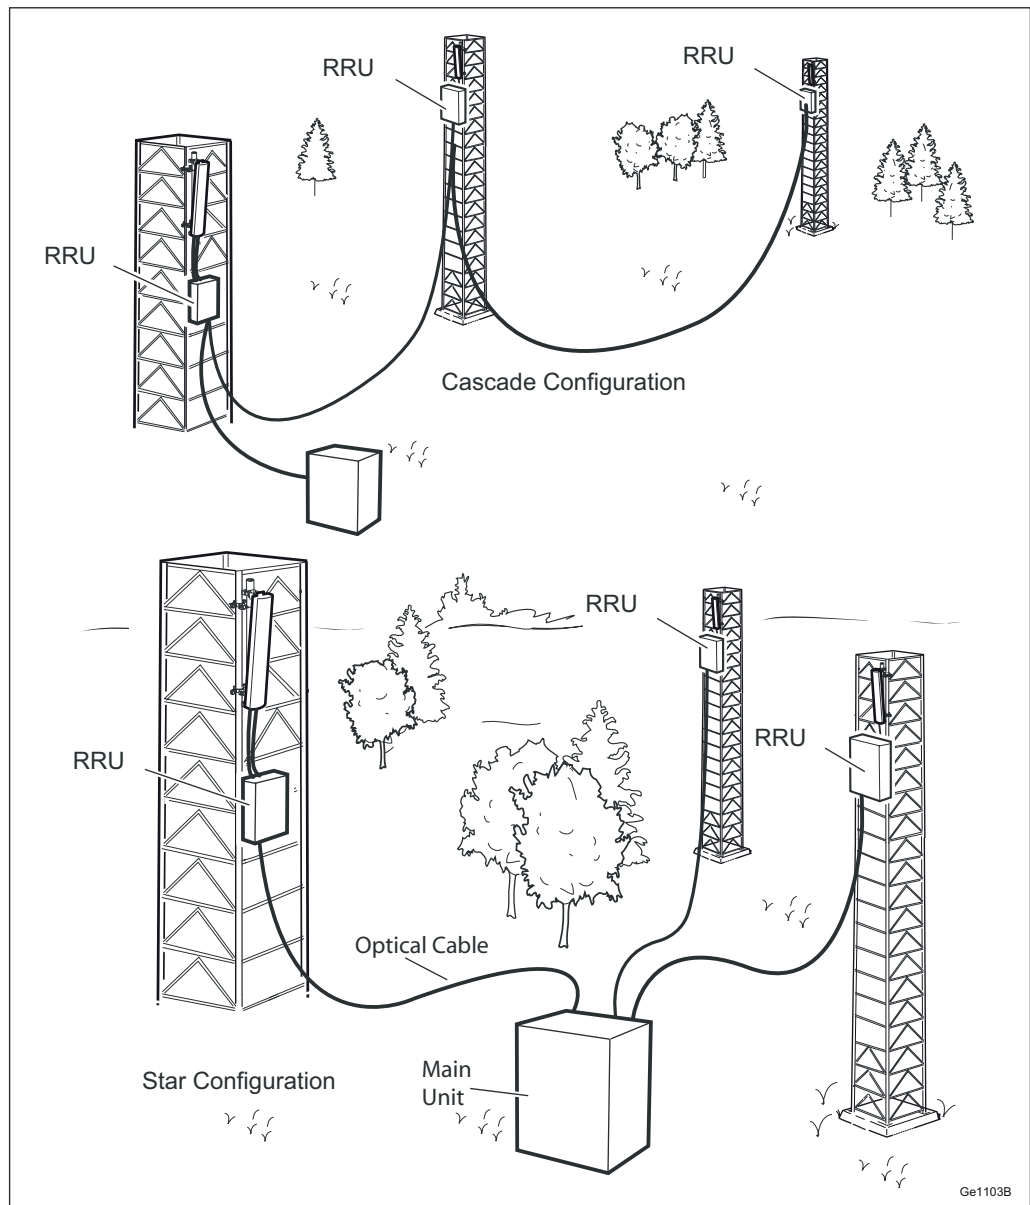 RRU
RRU
RRU
Cascade Configuration
RRU
RRU
RRU
Optical Cable
Main
Unit
Star Configuration
Ge1103B